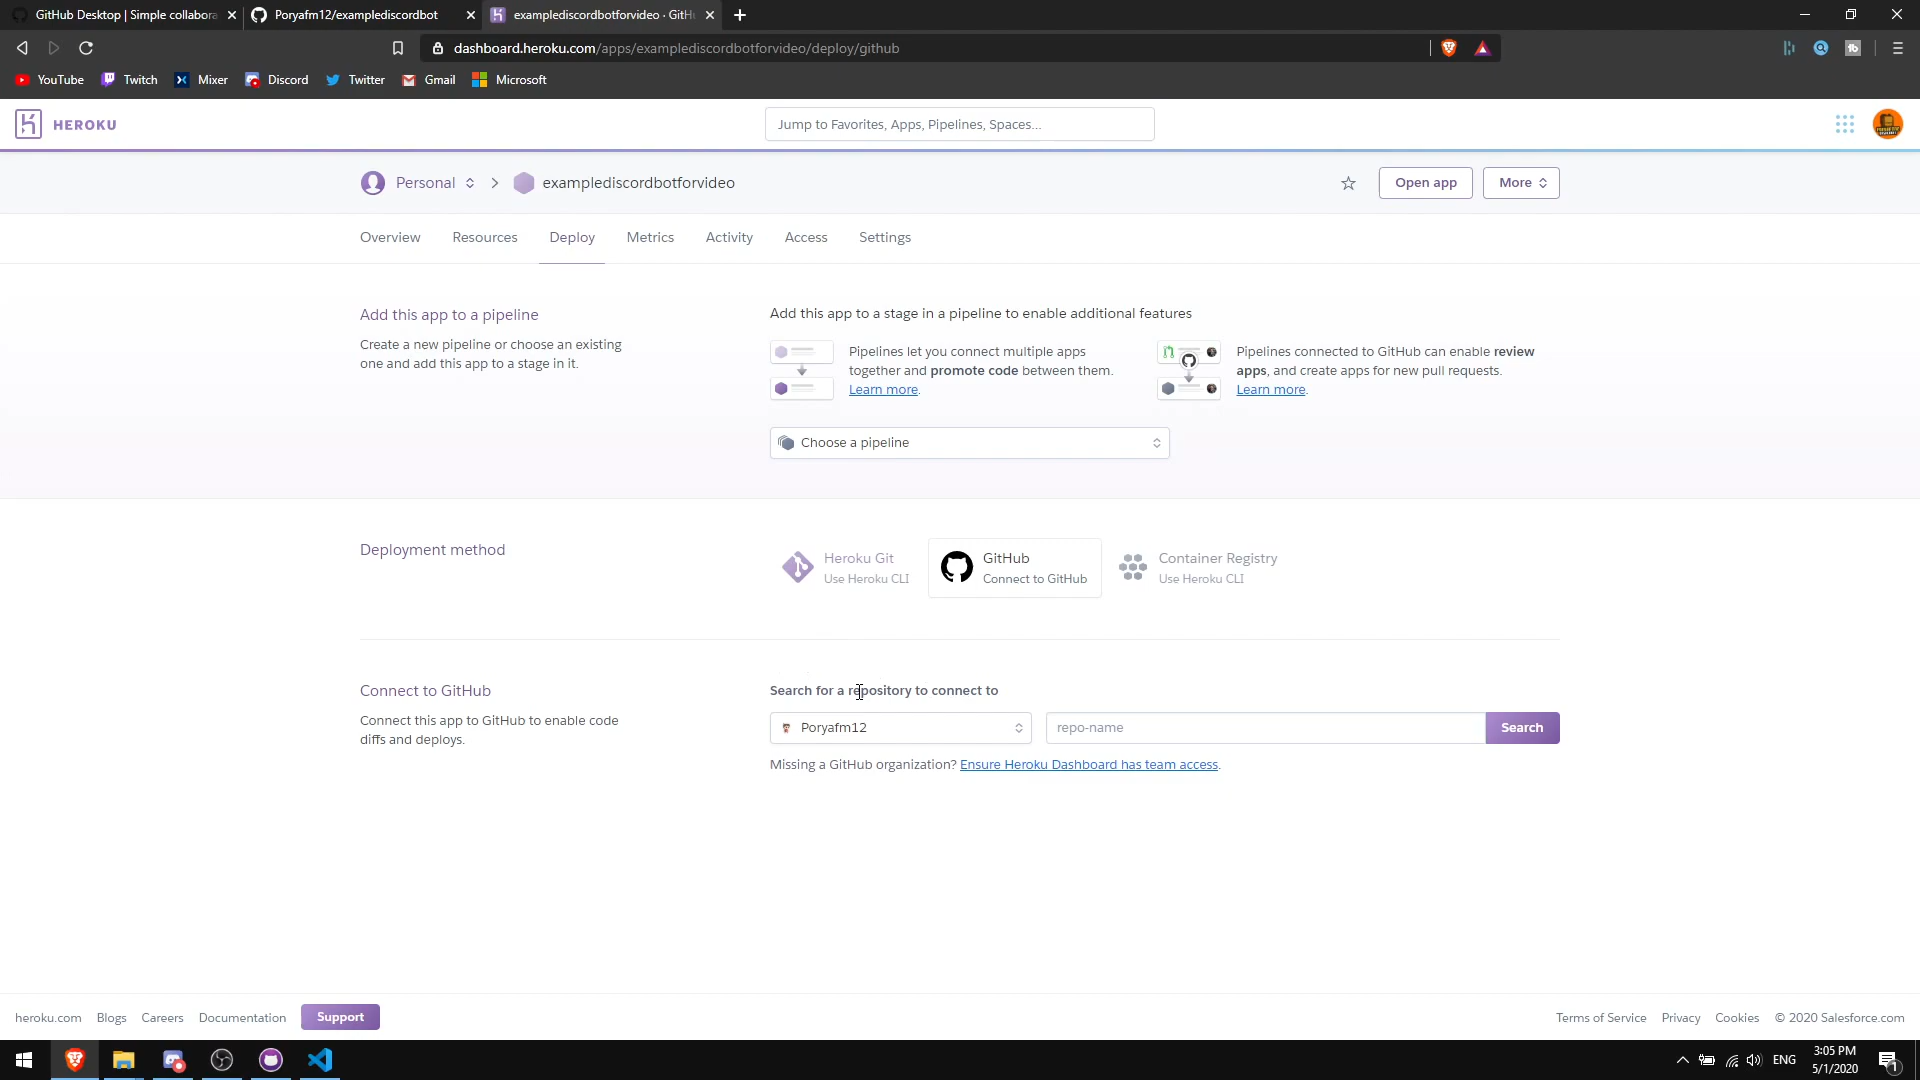 GitHub Desktop | Simple collabora
Poryafm12/examplediscordbot
examplediscordbotforvideo · GitH
dashboard.heroku.com/apps/examplediscordbotforvideo/deploy/github
YouTube
Twitch
Mixer
Discord
Twitter
Gmail
Microsoft
HEROKU
Jump to Favorites, Apps, Pipelines, Spaces...
Personal
examplediscordbotforvideo
Open app
More
Overview
Resources
Deploy
Metrics
Activity
Access
Settings
Add this app to a pipeline
Create a new pipeline or choose an existing
one and add this app to a stage in it.
Add this app to a stage in a pipeline to enable additional features
Pipelines let you connect multiple apps
together and promote code between them.
Learn more.
Pipelines connected to GitHub can enable review
apps, and create apps for new pull requests.
Learn more.
Choose a pipeline
Deployment method
Heroku Git
Use Heroku CLI
GitHub
Connect to GitHub
Container Registry
Use Heroku CLI
Connect to GitHub
Connect this app to GitHub to enable code
diffs and deploys.
Search for a repository to connect to
Poryafm12
repo-name
Search
Missing a GitHub organization? Ensure Heroku Dashboard has team access.
heroku.com
Blogs
Careers
Documentation
Support
Terms of Service
Privacy
Cookies
© 2020 Salesforce.com
ENG
3:05 PM
5/1/2020
1